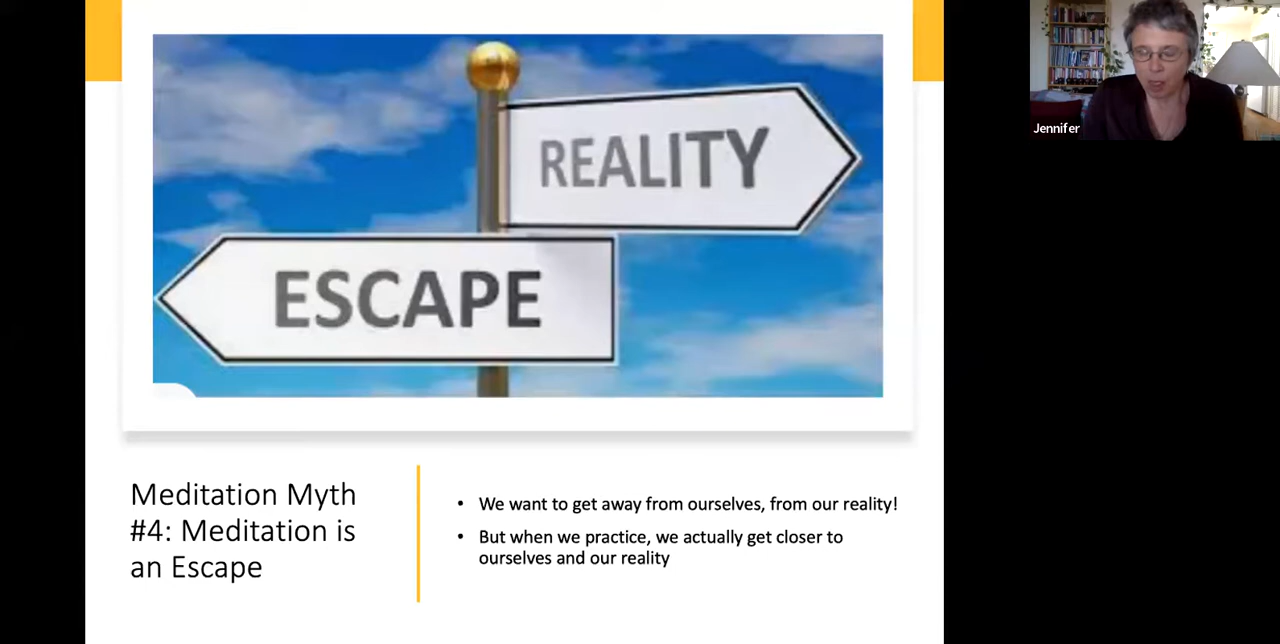 REALITY
ESCAPE
Jennifer
Meditation Myth
#4: Meditation is
an Escape
• We want to get away from ourselves, from our reality!
• But when we practice, we actually get closer to
ourselves and our reality